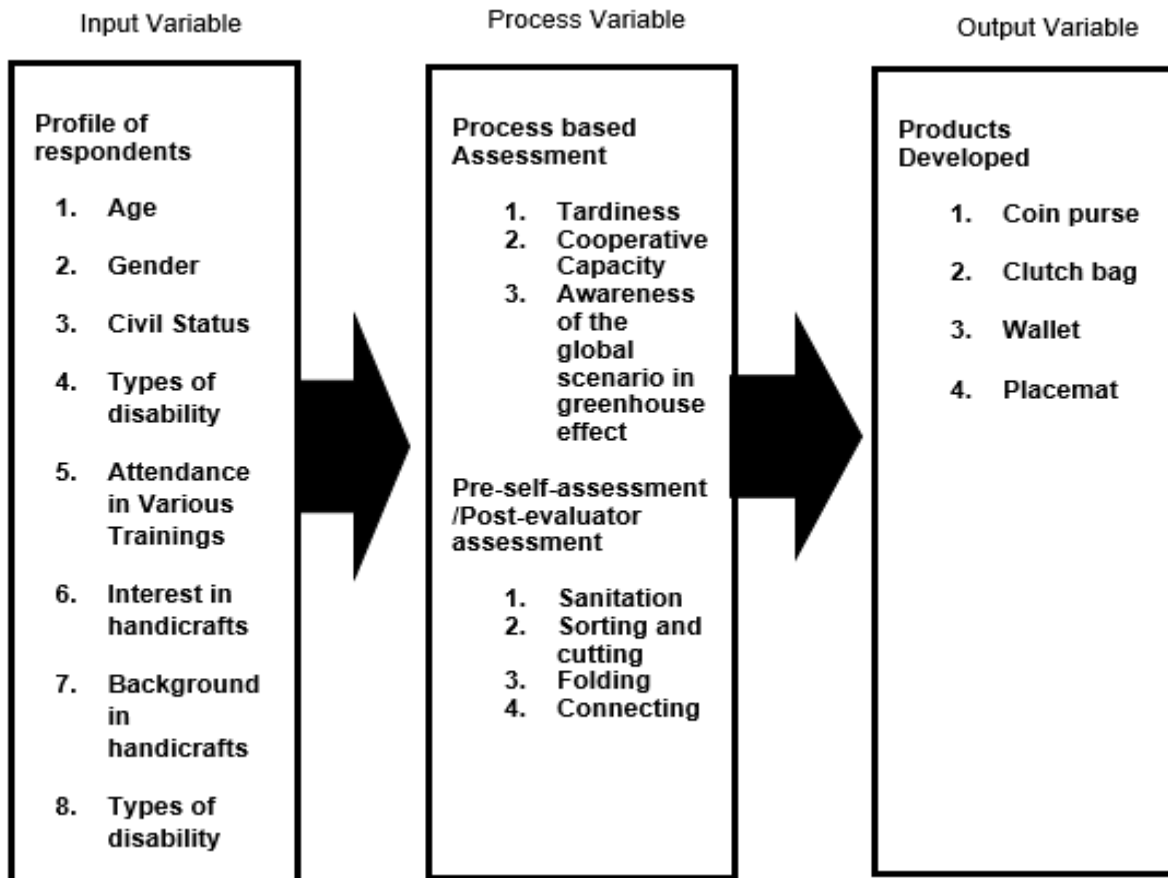 Input Variable
Profile of
respondents
1. Age
2. Gender
3. Civil Status
4. Types of
disability
5. Attendance
in Various
Trainings
6. Interest in
handicrafts
7. Background
in
handicrafts
8. Types of
disability
Process Variable
Process based
Assessment
1. Tardiness
2. Cooperative
Capacity
3. Awareness
of the
global
scenario in
greenhouse
effect
Pre-self-assessment
/Post-evaluator
assessment
1. Sanitation
2. Sorting and
cutting
3. Folding
4. Connecting
Output Variable
Products
Developed
1. Coin purse
2. Clutch bag
3. Wallet
4. Placemat